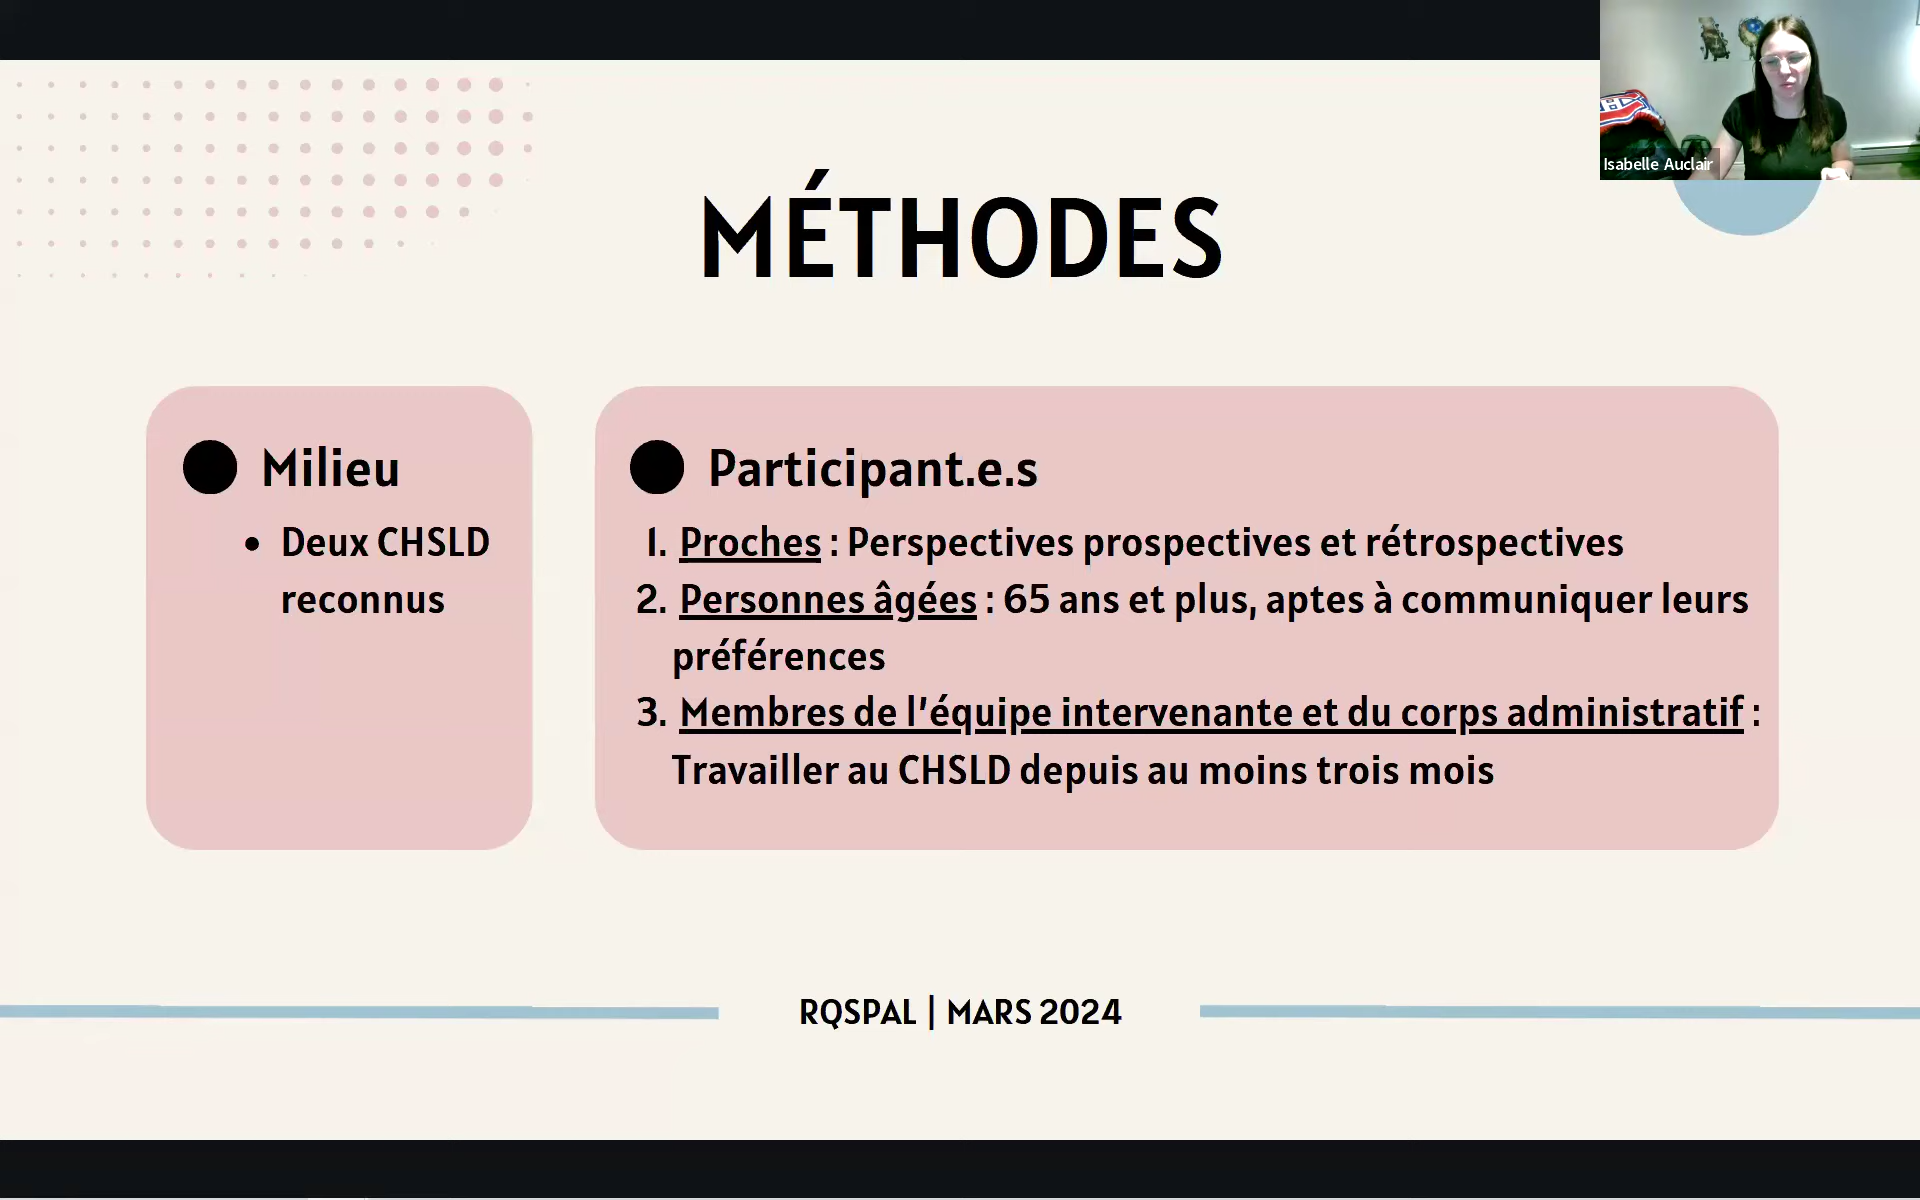 Isabelle Auclair
MÉTHODES
Milieu
• Deux CHSLD
reconnus
Participant.e.s
1. Proches : Perspectives prospectives et rétrospectives
2. Personnes âgées : 65 ans et plus, aptes à communiquer leurs
préférences
3. Membres de l'équipe intervenante et du corps administratif :
Travailler au CHSLD depuis au moins trois mois
RQSPAL | MARS 2024